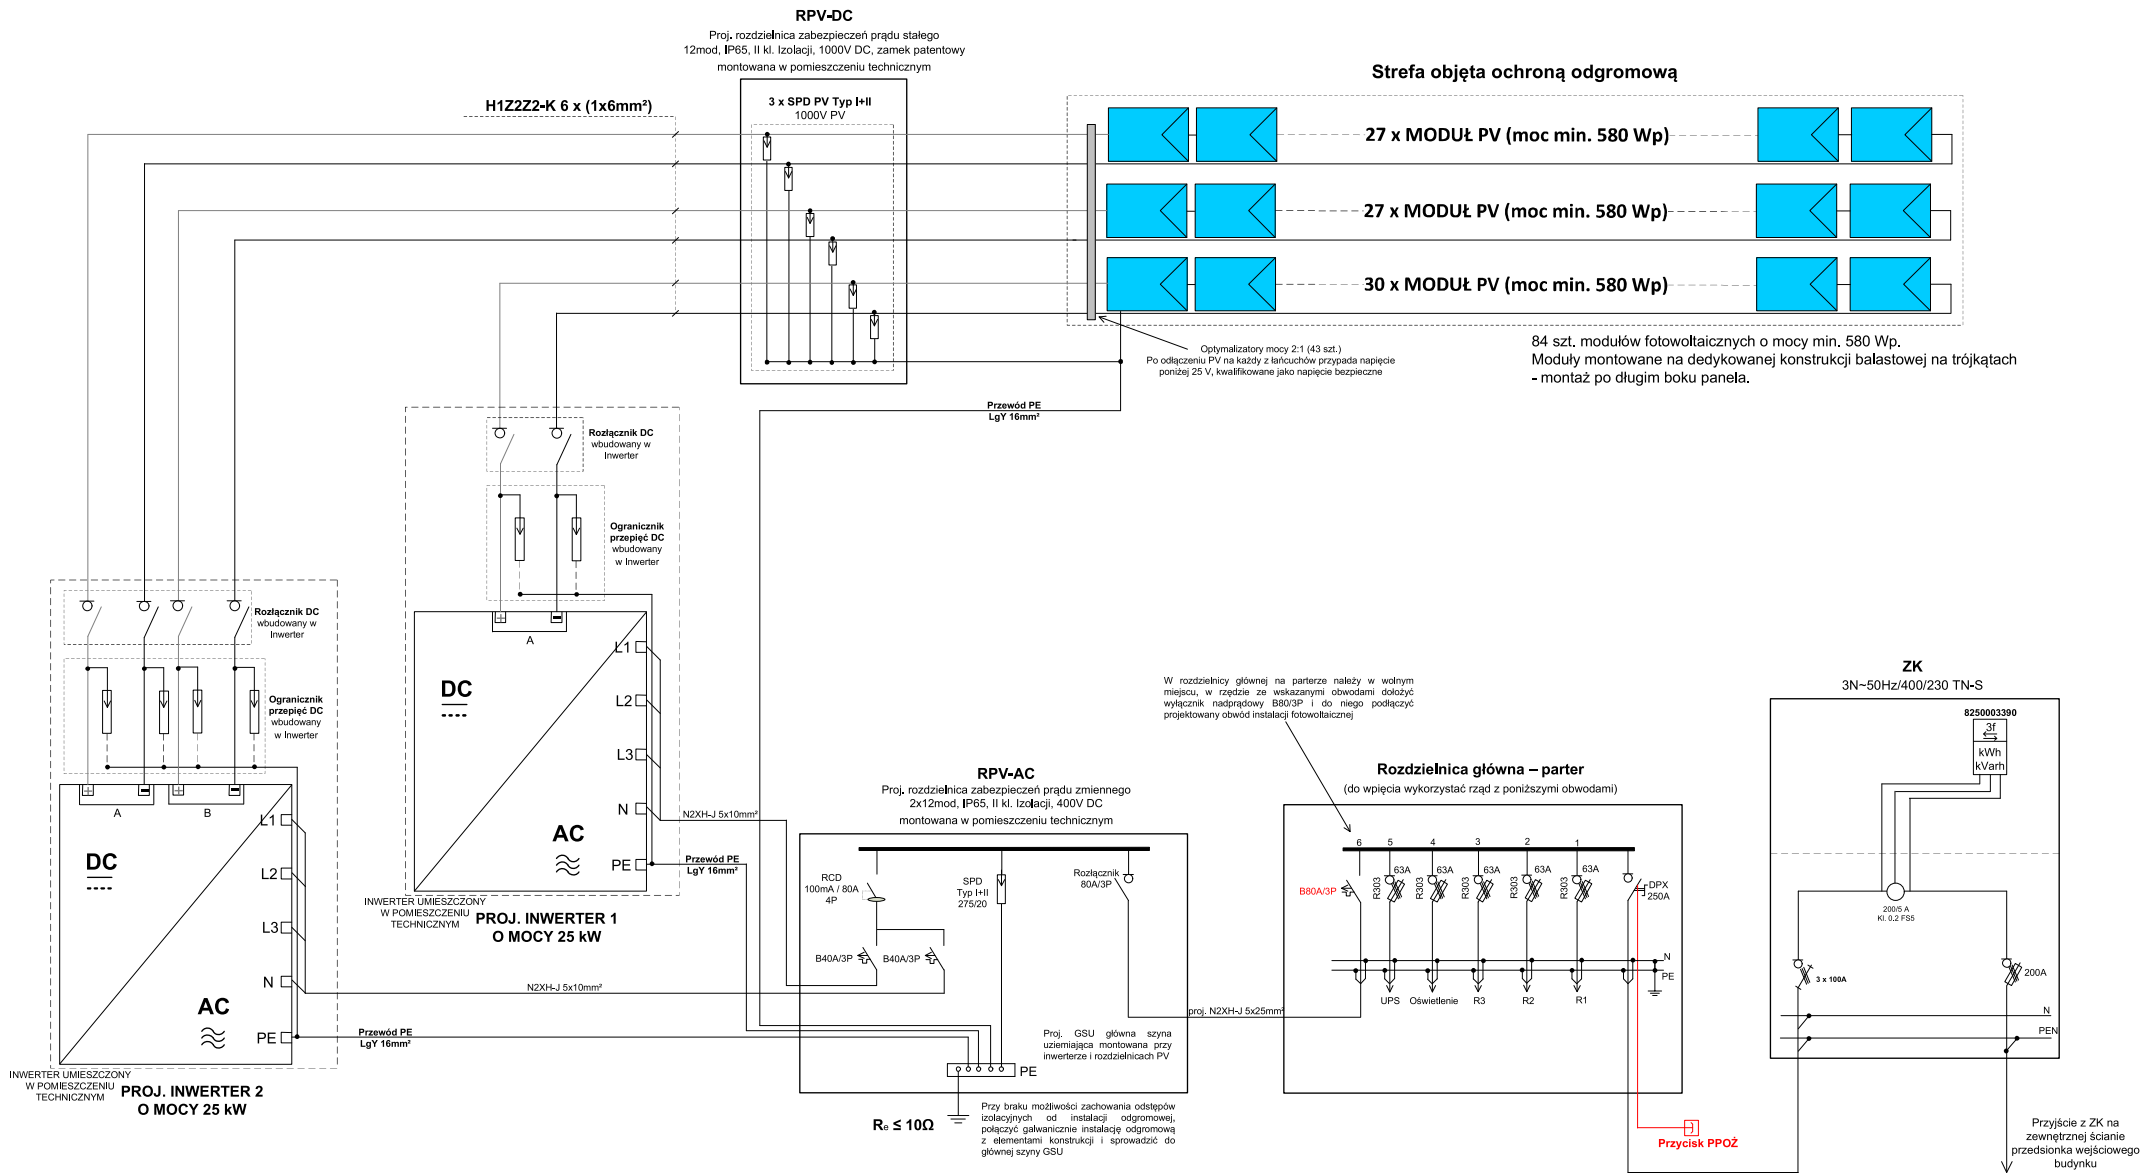 RPV-DC
Proj. rozdzielnica zabezpieczeń prądu stałego
12mod, IP65, II kl. Izolacji, 1000V DC, zamek patentowy
montowana w pomieszczeniu technicznym
3 x SPD PV Typ I+II
1000V PV
H1Z2Z2-K 6 x (1x6mm²)
Strefa objęta ochroną odgromową
27 x MODUŁ PV (moc min. 580 Wp)
27 x MODUŁ PV (moc min. 580 Wp)
30 x MODUŁ PV (moc min. 580 Wp)
Optymalizatory mocy 2:1 (43 szt.)
Po odłączeniu PV na każdy z łańcuchów przypada napięcie
poniżej 25 V, kwalifikowane jako napięcie bezpieczne
84 szt. modułów fotowoltaicznych o mocy min. 580 Wp.
Moduły montowane na dedykowanej konstrukcji balastowej na trójkątach
- montaż po długim boku panela.
Przewód PE
LgY 16mm²
Rozłącznik DC
wbudowany w
Inwerter
Ogranicznik
przepięć DC
wbudowany
w Inwerter
A
DC
AC
L1
L2
L3
N
PE
INWERTER UMIESZCZONY
W POMIESZCZENIU
TECHNICZNYM
PROJ. INWERTER 1
O MOCY 25 kW
N2XH-J 5x10mm²
Przewód PE
LgY 16mm²
Rozłącznik DC
wbudowany w
Inwerter
Ogranicznik
przepięć DC
wbudowany
w Inwerter
A
B
DC
AC
L1
L2
L3
N
PE
INWERTER UMIESZCZONY
W POMIESZCZENIU
TECHNICZNYM
PROJ. INWERTER 2
O MOCY 25 kW
N2XH-J 5x10mm²
Przewód PE
LgY 16mm²
RPV-AC
Proj. rozdzielnica zabezpieczeń prądu zmiennego
2x12mod, IP65, II kl. Izolacji, 400V DC
montowana w pomieszczeniu technicznym
RCD
100mA / 80A
4P
SPD
Typ I+II
275/20
Rozłącznik
80A/3P
B40A/3P
B40A/3P
Proj. GSU główna szyna
uziemiająca montowana przy
inwerterze i rozdzielnicach PV
PE
Re ≤ 10Ω
Przy braku możliwości zachowania odstępów
izolacyjnych od instalacji odgromowej,
połączyć galwanicznie instalację odgromową
z elementami konstrukcji i sprowadzić do
głównej szyny GSU
proj. N2XH-J 5x25mm²
W rozdzielnicy głównej na parterze należy w wolnym
miejscu, w rzędzie ze wskazanymi obwodami dołożyć
wyłącznik nadprądowy B80/3P i do niego podłączyć
projektowany obwód instalacji fotowoltaicznej
Rozdzielnica główna – parter
(do wpięcia wykorzystać rząd z poniższymi obwodami)
6 5 4 3 2 1
63A 63A 63A 63A 63A
R303 R303 R303 R303 R303
B80A/3P
DPX
250A
N
PE
UPS Oświetlenie R3 R2 R1
Przycisk PPOŻ
ZK
3N~50Hz/400/230 TN-S
8250003390
3f
kWh
kVarh
200/5 A
Kl. 0.2 FS5
3 x 100A
200A
N
PEN
Przyjście z ZK na
zewnętrznej ścianie
przedsionka wejściowego
budynku